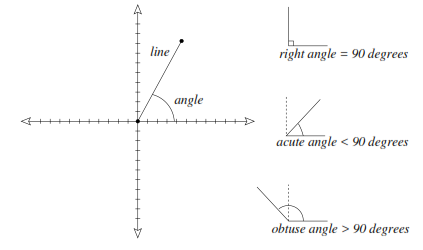 line
angle
right angle = 90 degrees
acute angle < 90 degrees
obtuse angle > 90 degrees